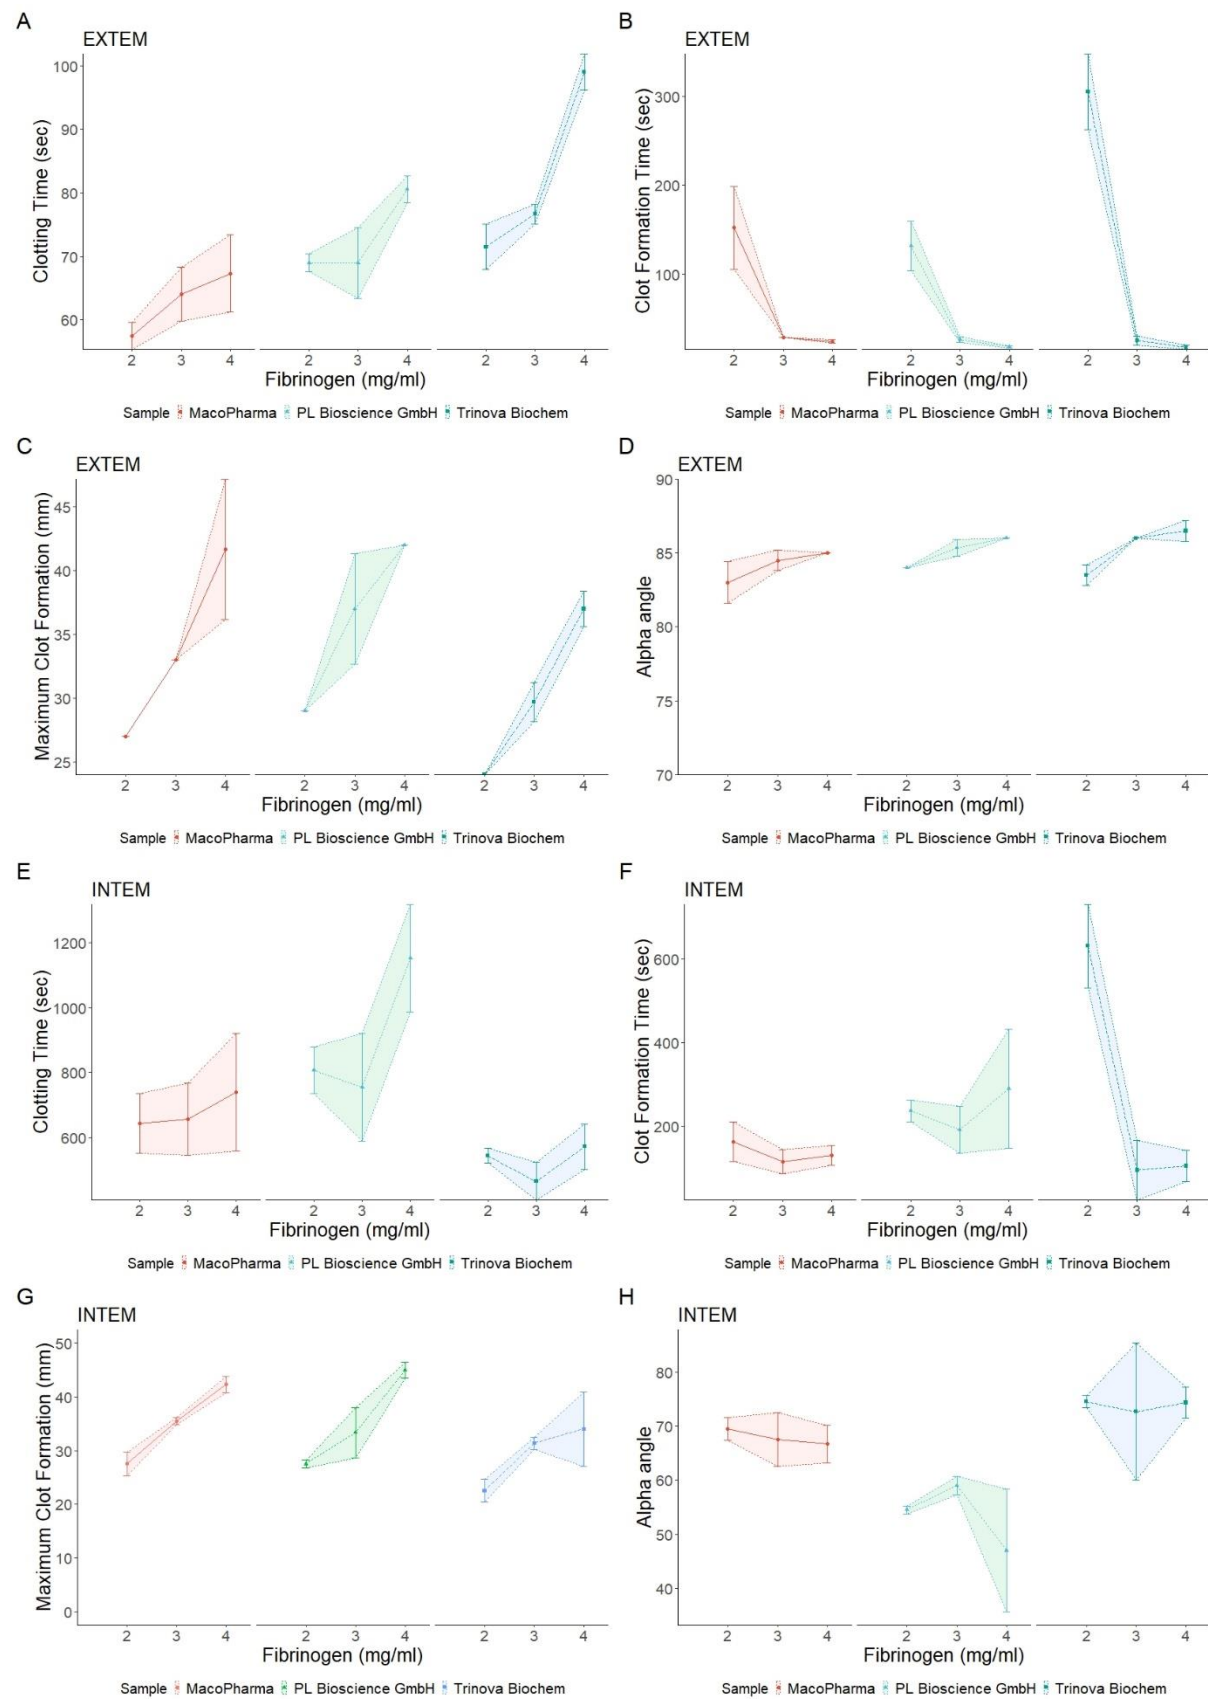 A
EXTEM
Clotting Time (sec)
100
90
80
70
60
2 3 4 2 3 4 2 3 4
Fibrinogen (mg/ml)
Sample MacoPharma PL Bioscience GmbH Trinova Biochem
B
EXTEM
Clot Formation Time (sec)
300
200
100
2 3 4 2 3 4 2 3 4
Fibrinogen (mg/ml)
Sample MacoPharma PL Bioscience GmbH Trinova Biochem
C
EXTEM
Maximum Clot Formation (mm)
45
40
35
30
25
2 3 4 2 3 4 2 3 4
Fibrinogen (mg/ml)
Sample MacoPharma PL Bioscience GmbH Trinova Biochem
D
EXTEM
Alpha angle
90
85
80
75
70
2 3 4 2 3 4 2 3 4
Fibrinogen (mg/ml)
Sample MacoPharma PL Bioscience GmbH Trinova Biochem
E
INTEM
Clotting Time (sec)
1200
1000
800
600
2 3 4 2 3 4 2 3 4
Fibrinogen (mg/ml)
Sample MacoPharma PL Bioscience GmbH Trinova Biochem
F
INTEM
Clot Formation Time (sec)
600
400
200
2 3 4 2 3 4 2 3 4
Fibrinogen (mg/ml)
Sample MacoPharma PL Bioscience GmbH Trinova Biochem
G
INTEM
Maximum Clot Formation (mm)
50
40
30
20
10
0
2 3 4 2 3 4 2 3 4
Fibrinogen (mg/ml)
Sample MacoPharma PL Bioscience GmbH Trinova Biochem
H
INTEM
Alpha angle
80
70
60
50
40
2 3 4 2 3 4 2 3 4
Fibrinogen (mg/ml)
Sample MacoPharma PL Bioscience GmbH Trinova Biochem